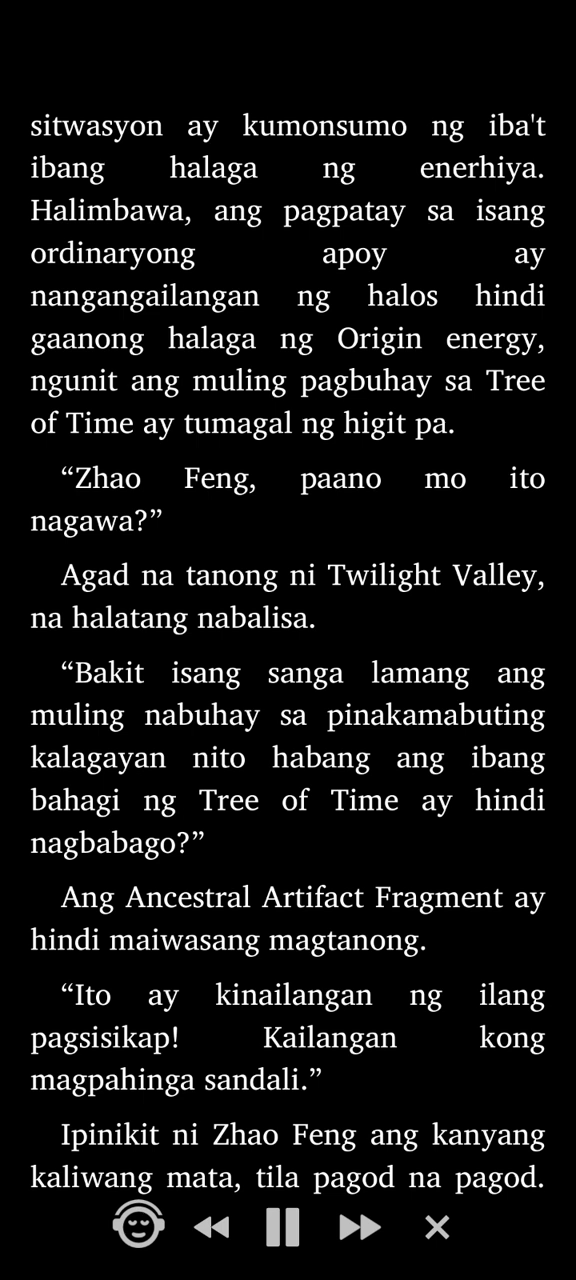 sitwasyon ay kumonsumo ng iba't
ibang halaga ng enerhiya.
Halimbawa, ang pagpatay sa isang
ordinaryong apoy ay
nangangailangan ng halos hindi
gaanong halaga ng Origin energy,
ngunit ang muling pagbuhay sa Tree
of Time ay tumagal ng higit pa.
“Zhao Feng, paano mo ito
nagawa?”
Agad na tanong ni Twilight Valley,
na halatang nabalisa.
“Bakit isang sanga lamang ang
muling nabuhay sa pinakamabuting
kalagayan nito habang ang ibang
bahagi ng Tree of Time ay hindi
nagbabago?”
Ang Ancestral Artifact Fragment ay
hindi maiwasang magtanong.
“Ito ay kinailangan ng ilang
pagsisikap! Kailangan kong
magpahinga sandali.”
Ipinikit ni Zhao Feng ang kanyang
kaliwang mata, tila pagod na pagod.